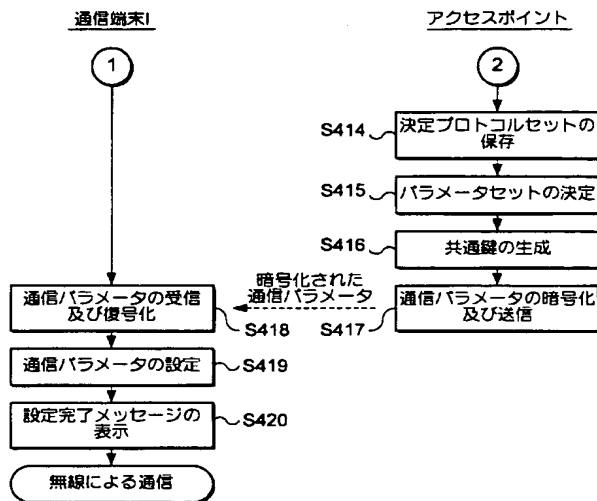 通信端末I
アクセスポイント
1
2
S414
決定プロトコルセットの
保存
S415
パラメータセットの決定
S416
共通鍵の生成
暗号化された
通信パラメータ
通信パラメータの暗号化
及び送信
S417
通信パラメータの受信
及び復号化
S418
通信パラメータの設定
S419
設定完了メッセージの
表示
S420
無線による通信